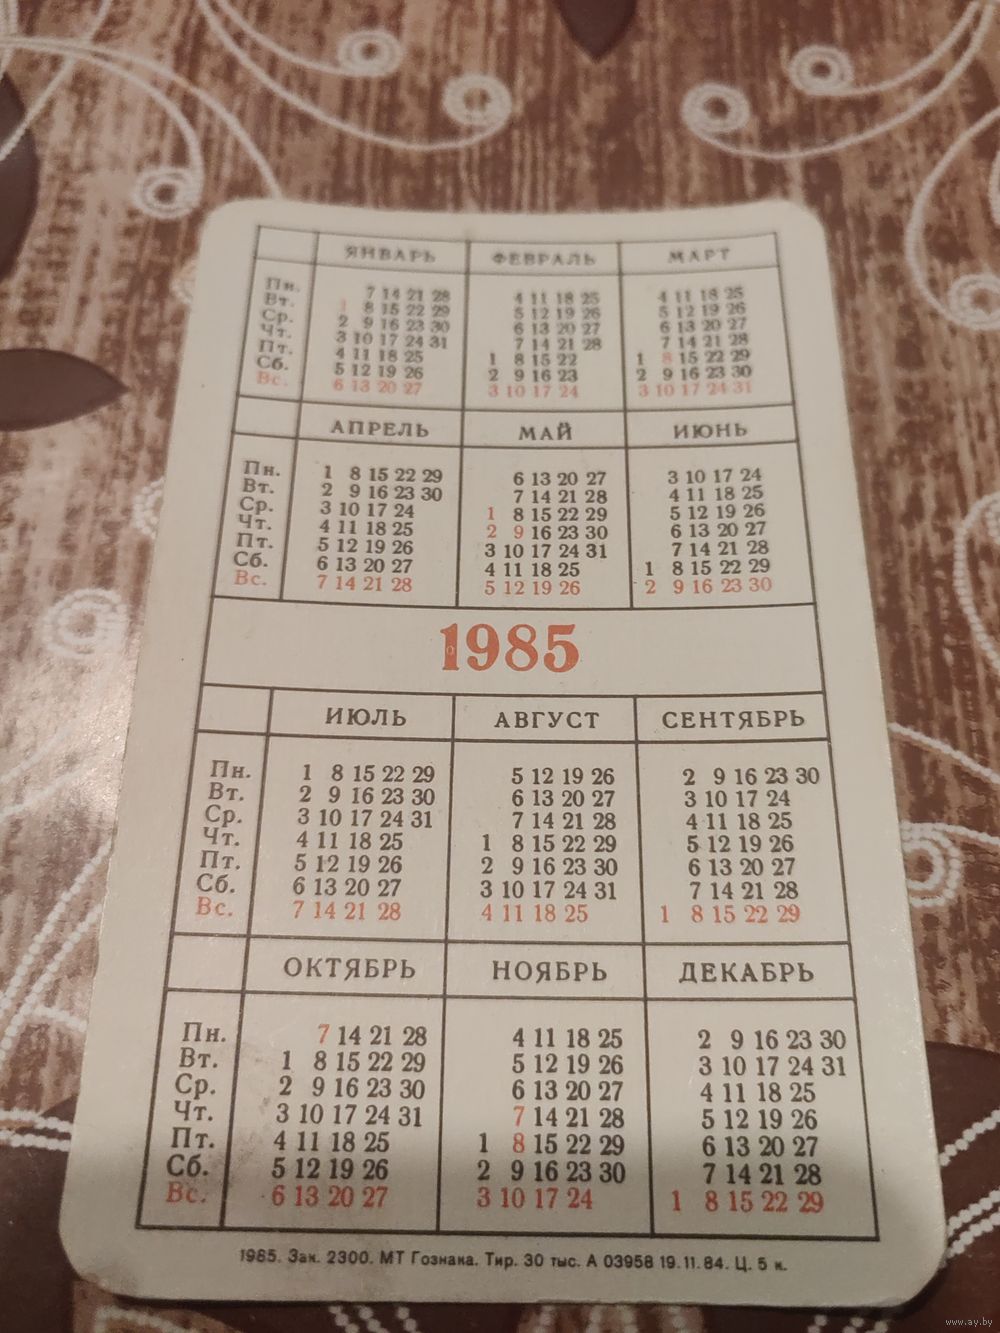 ЯНВАРЬ ФЕВРАЛЬ МАРТ
Пн. 7 14 21 28 4 11 18 25 4 11 18 25
Вт. 1 8 15 22 29 5 12 19 26 5 12 19 26
Ср. 2 9 16 23 30 6 13 20 27 6 13 20 27
Чт. 3 10 17 24 31 7 14 21 28 7 14 21 28
Пт. 4 11 18 25 1 8 15 22 1 8 15 22 29
Сб. 5 12 19 26 2 9 16 23 2 9 16 23 30
Вс. 6 13 20 27 3 10 17 24 3 10 17 24 31
АПРЕЛЬ МАЙ ИЮНЬ
Пн. 1 8 15 22 29 6 13 20 27 3 10 17 24
Вт. 2 9 16 23 30 7 14 21 28 4 11 18 25
Ср. 3 10 17 24 1 8 15 22 29 5 12 19 26
Чт. 4 11 18 25 2 9 16 23 30 6 13 20 27
Пт. 5 12 19 26 3 10 17 24 31 7 14 21 28
Сб. 6 13 20 27 4 11 18 25 1 8 15 22 29
Вс. 7 14 21 28 5 12 19 26 2 9 16 23 30
1985
ИЮЛЬ АВГУСТ СЕНТЯБРЬ
Пн. 1 8 15 22 29 5 12 19 26 2 9 16 23 30
Вт. 2 9 16 23 30 6 13 20 27 3 10 17 24
Ср. 3 10 17 24 31 7 14 21 28 4 11 18 25
Чт. 4 11 18 25 1 8 15 22 29 5 12 19 26
Пт. 5 12 19 26 2 9 16 23 30 6 13 20 27
Сб. 6 13 20 27 3 10 17 24 31 7 14 21 28
Вс. 7 14 21 28 4 11 18 25 1 8 15 22 29
ОКТЯБРЬ НОЯБРЬ ДЕКАБРЬ
Пн. 7 14 21 28 4 11 18 25 2 9 16 23 30
Вт. 1 8 15 22 29 5 12 19 26 3 10 17 24 31
Ср. 2 9 16 23 30 6 13 20 27 4 11 18 25
Чт. 3 10 17 24 31 7 14 21 28 5 12 19 26
Пт. 4 11 18 25 1 8 15 22 29 6 13 20 27
Сб. 5 12 19 26 2 9 16 23 30 7 14 21 28
Вс. 6 13 20 27 3 10 17 24 1 8 15 22 29
1985. Зак. 2300. МТ Гознака. Тир. 30 тыс. А 03958 19.11.84. Ц. 5 к.
www.ay.by